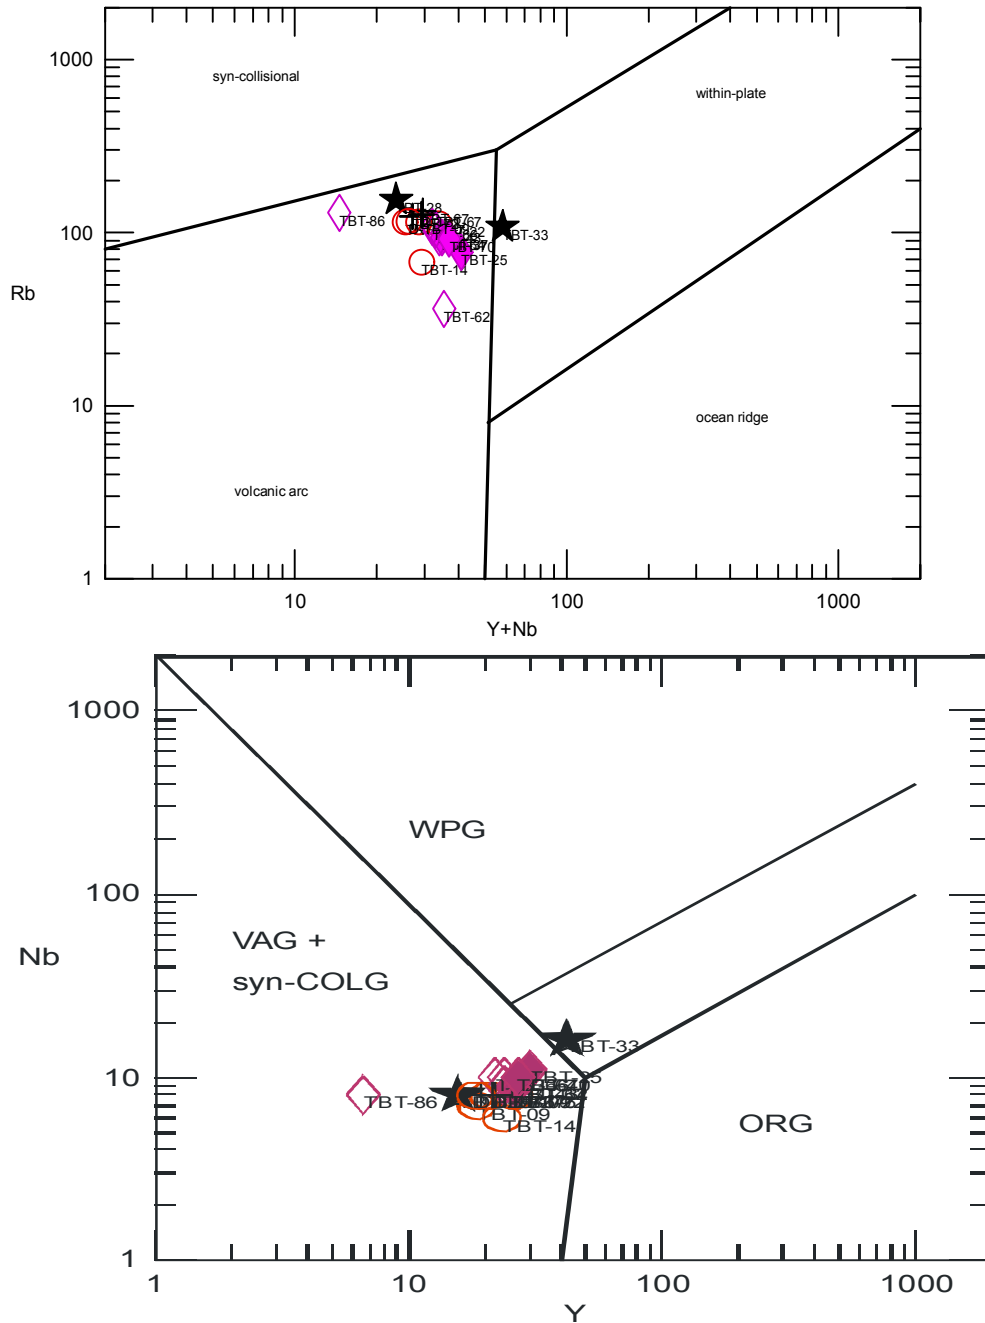 1000
syn-collisional
within-plate
TBT-86
BT-33
100
TBT-25
TBT-14
Rb
TBT-62
10
ocean ridge
volcanic arc
1
10
100
1000
Y+Nb
1000
WPG
100
VAG +
Nb
syn-COLG
BT-33
10
TBT-86
BT-09
ORG
TBT-14
1
1
10
100
1000
Y